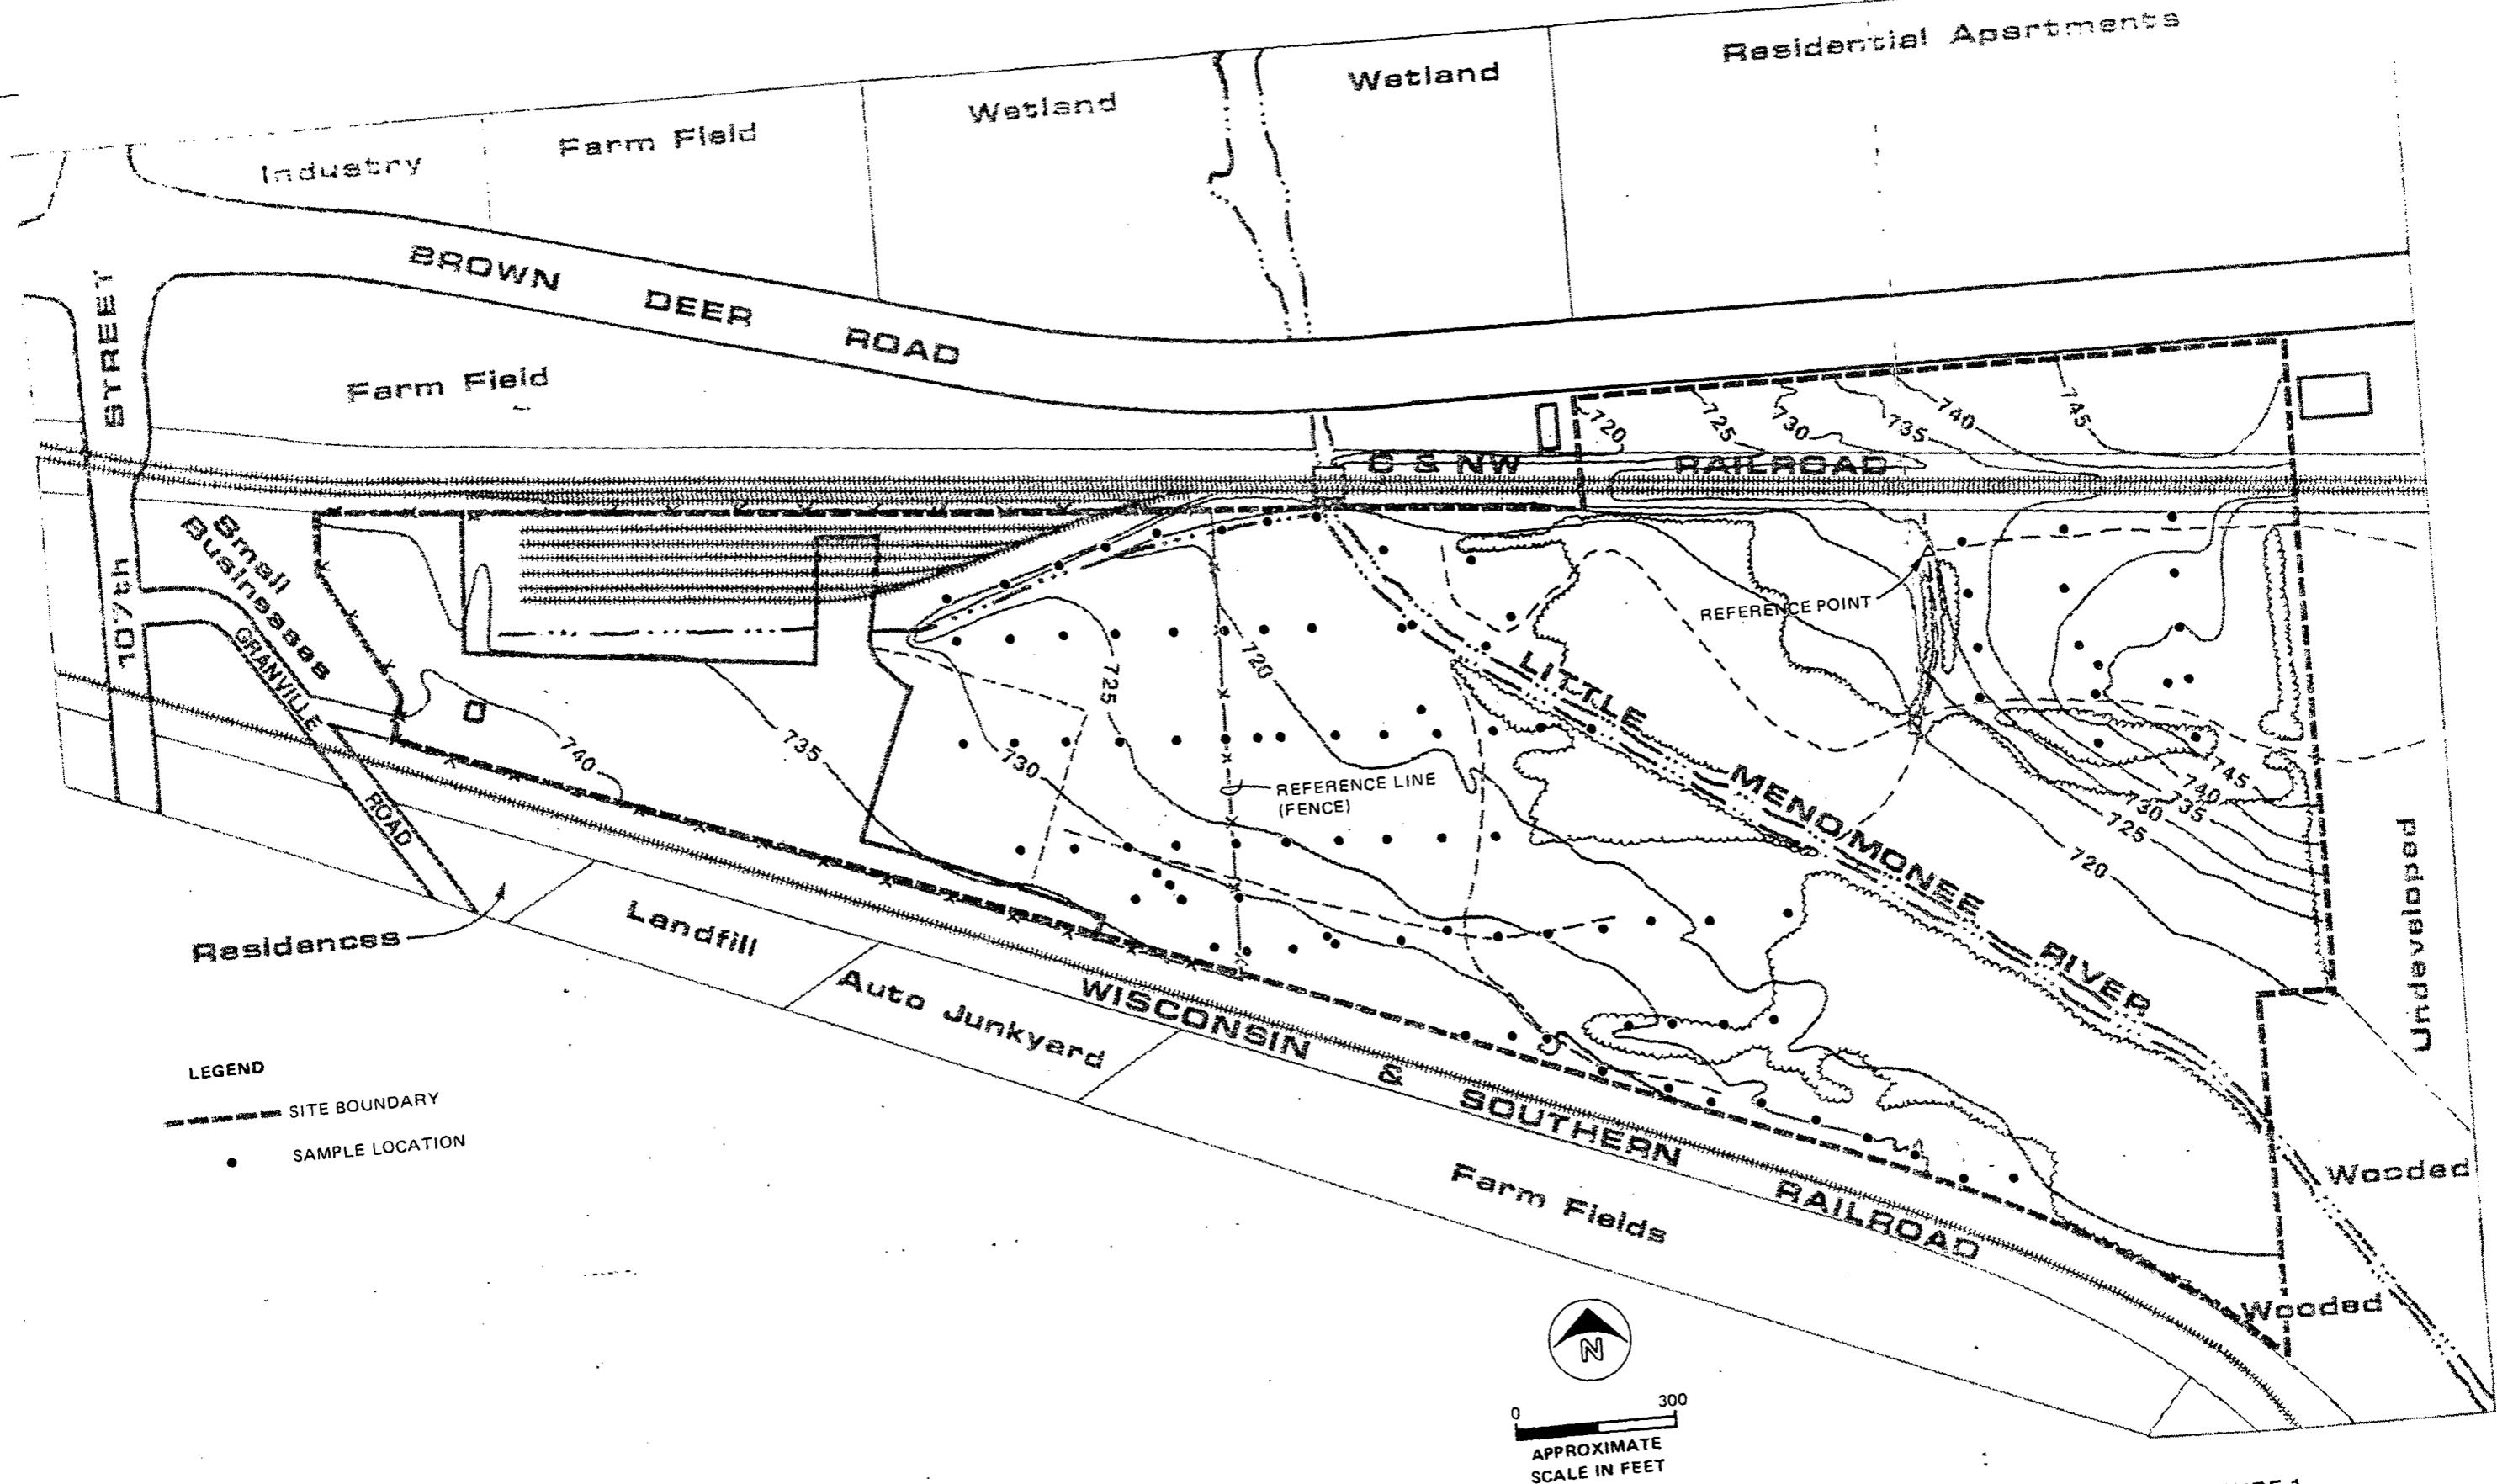 Residential Apartments
Wetland
Wetland
Farm Field
Industry
BROWN DEER ROAD
Farm Field
107th STREET
C & NW RAILROAD
720
725
730
735
740
745
Small
Businesses
GRANVILLE ROAD
REFERENCE POINT
725
720
LITTLE MENOMONEE RIVER
740
735
730
REFERENCE LINE
(FENCE)
745
740
735
730
725
720
Undeveloped
Residences
Landfill
Auto Junkyard
WISCONSIN & SOUTHERN RAILROAD
Farm Fields
Wooded
Wooded
LEGEND
SITE BOUNDARY
SAMPLE LOCATION
N
0 300
APPROXIMATE
SCALE IN FEET